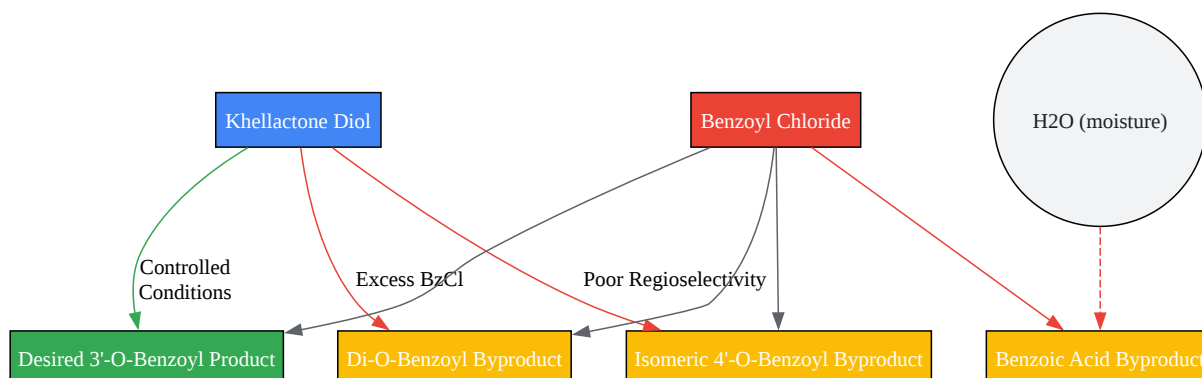 Khellactone Diol
Benzoyl Chloride
H2O (moisture)
Controlled
Conditions
Excess BzCl
Poor Regioselectivity
Desired 3'-O-Benzoyl Product
Di-O-Benzoyl Byproduct
Isomeric 4'-O-Benzoyl Byproduct
Benzoic Acid Byproduct